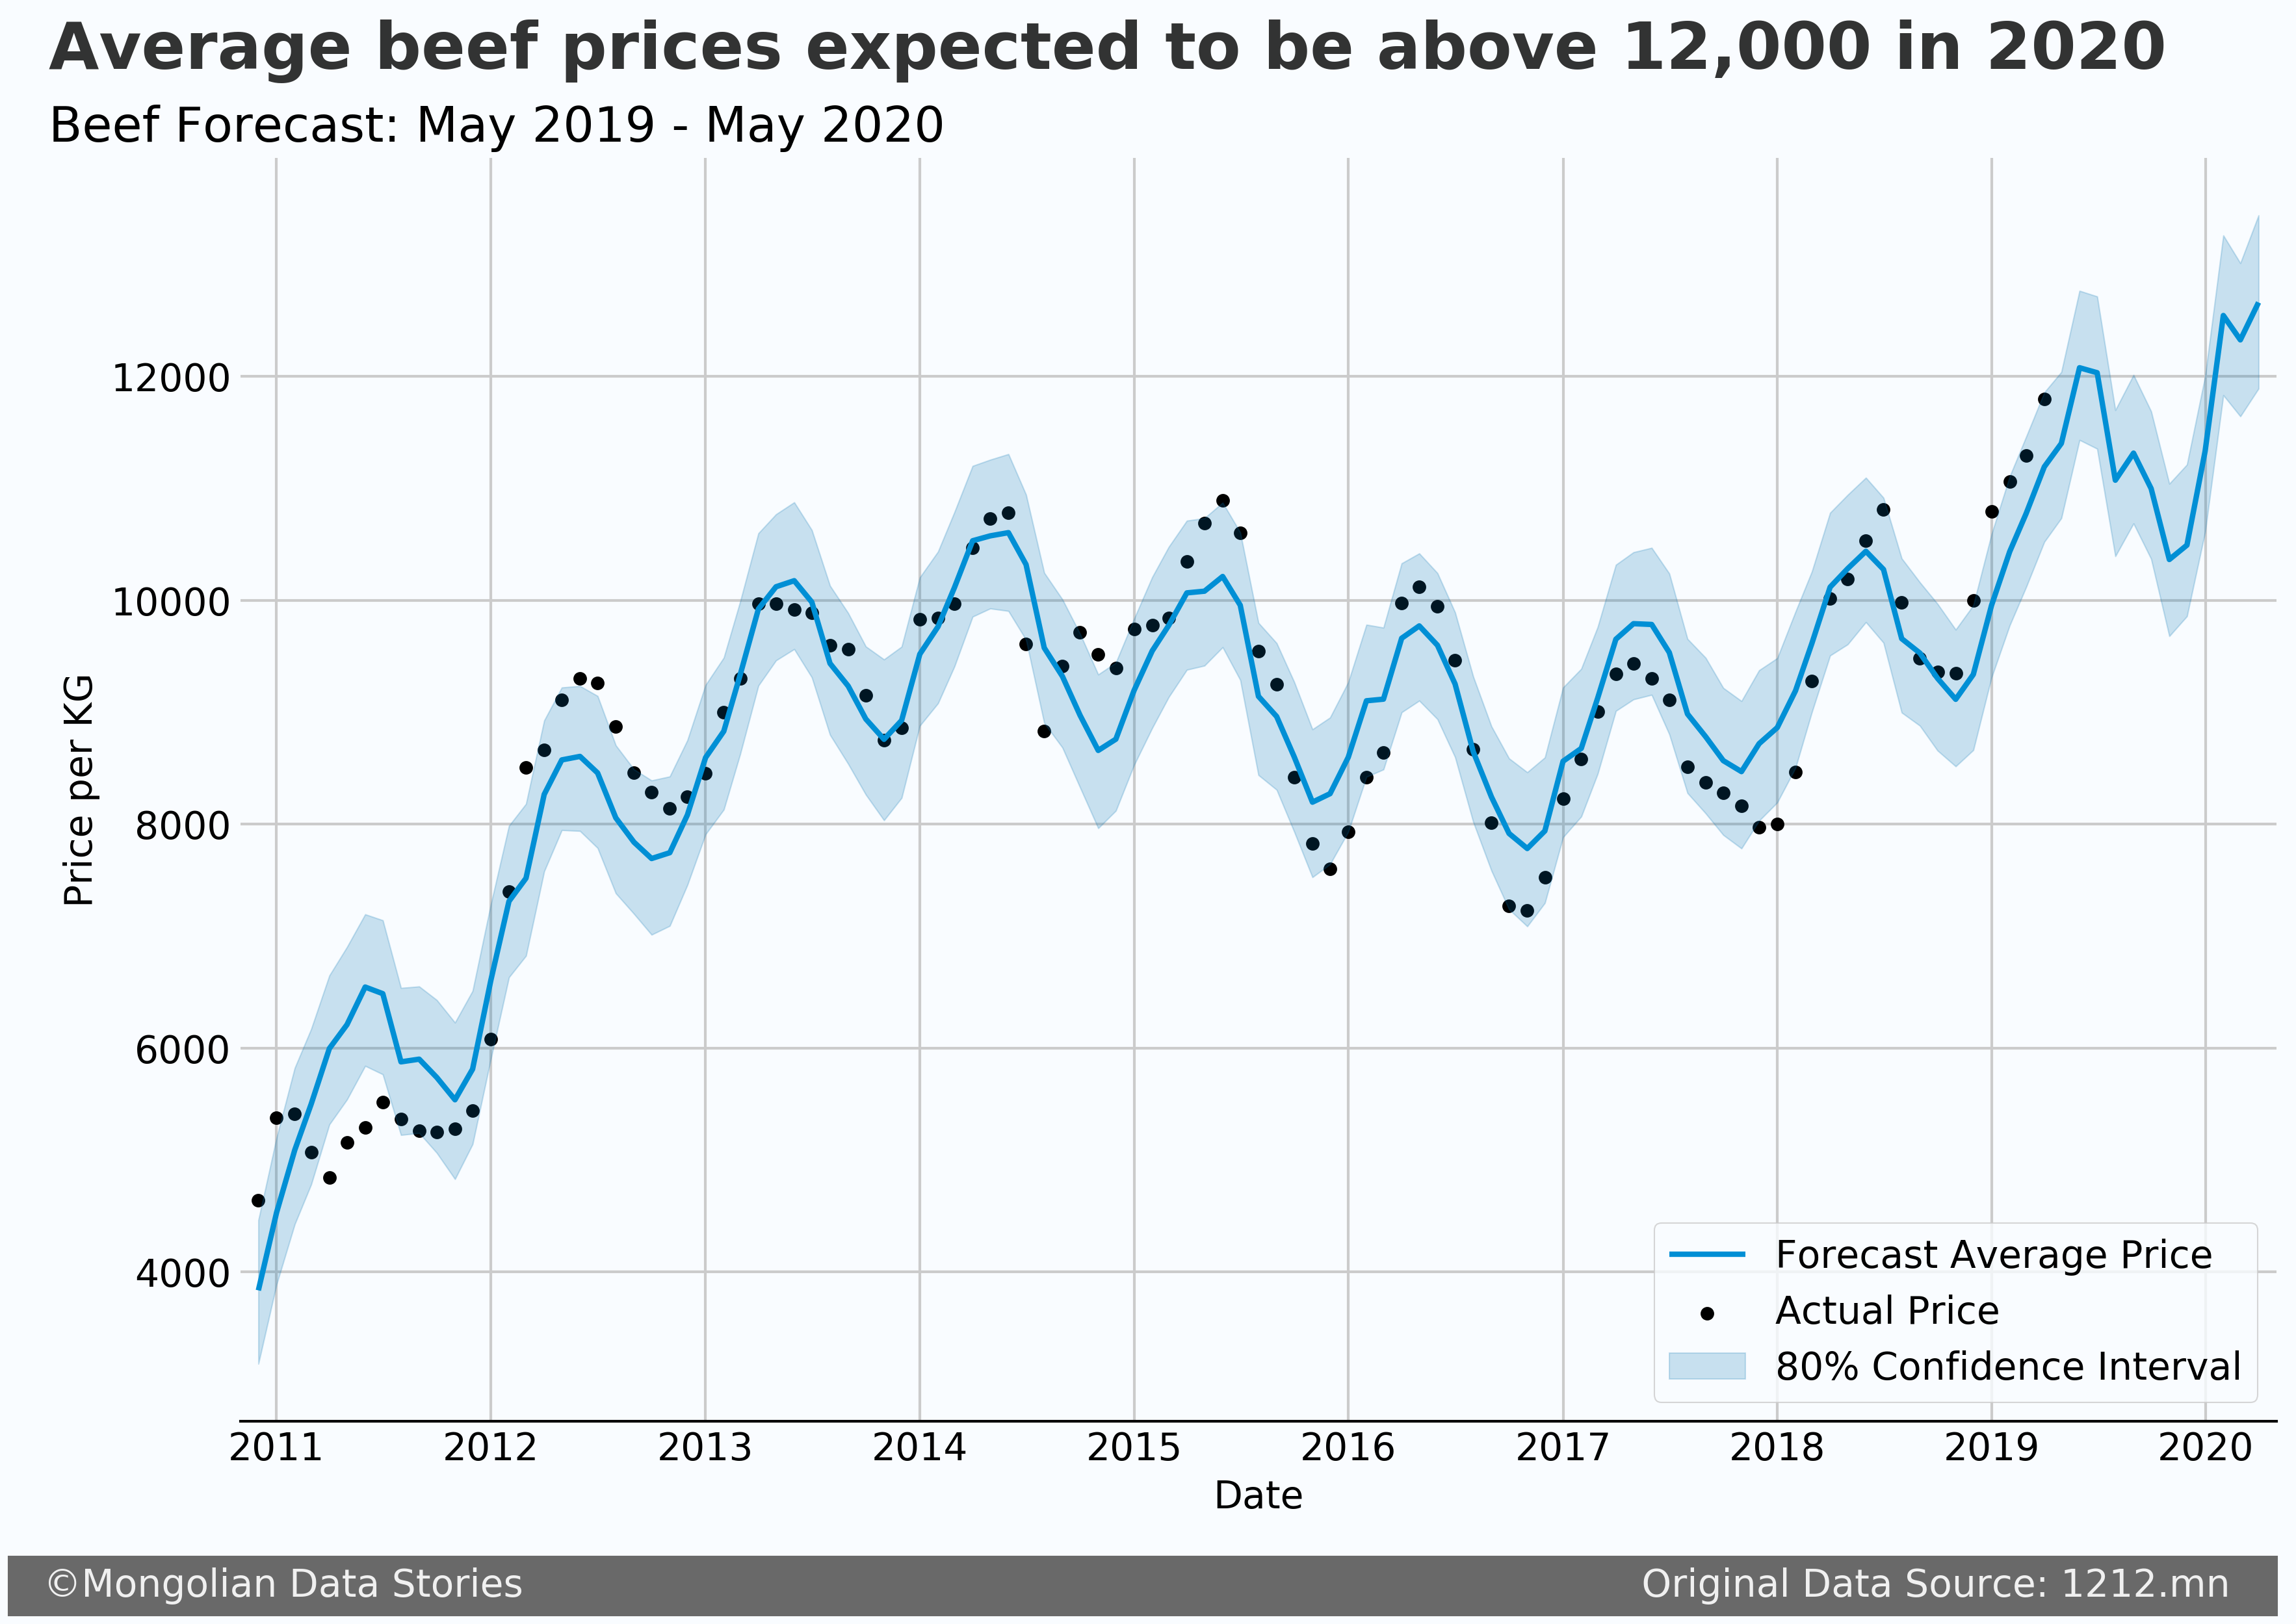 Average beef prices expected to be above 12,000 in 2020
Beef Forecast: May 2019 - May 2020
12000
10000
8000
6000
4000
Price per KG
Forecast Average Price
Actual Price
80% Confidence Interval
2011 2012 2013 2014 2015 2016 2017 2018 2019 2020
Date
©Mongolian Data Stories
Original Data Source: 1212.mn